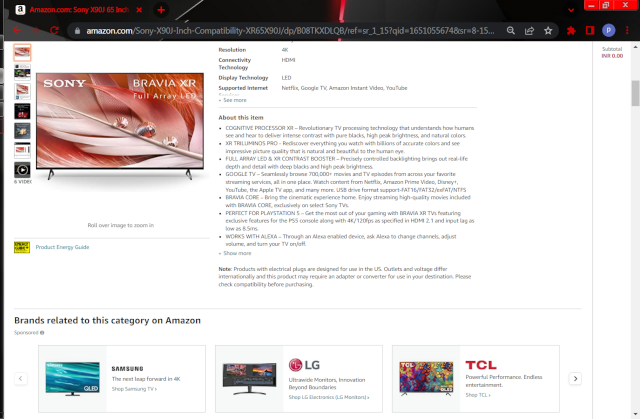 Amazon.com: Sony X90J 65 Inch
amazon.com/Sony-X90J-Inch-Compatibility-XR65X90J/dp/B08TKXDLQB/ref=sr_1_15?qid=1651055674&sr=8-15...
P
Subtotal
INR 0.00
Resolution 4K
Connectivity HDMI
Technology
Display Technology LED
Supported Internet Netflix, Google TV, Amazon Instant Video, YouTube
See more
SONY
BRAVIA XR
Full Array LED
6 VIDEOS
Roll over image to zoom in
Product Energy Guide
About this item
• COGNITIVE PROCESSOR XR – Revolutionary TV processing technology that understands how humans
see and hear to deliver intense contrast with pure blacks, high peak brightness, and natural colors.
• XR TRILUMINOS PRO - Rediscover everything you watch with billions of accurate colors and see
impressive picture quality that is natural and beautiful to the human eye.
• FULL ARRAY LED & XR CONTRAST BOOSTER – Precisely controlled backlighting brings out real-life
depth and detail with deep blacks and high peak brightness.
• GOOGLE TV – Seamlessly browse 700,000+ movies and TV episodes from across your favorite
streaming services, all in one place. Watch content from Netflix, Amazon Prime Video, Disney+,
YouTube, the Apple TV app, and many more. USB drive format support-FAT16/FAT32/exFAT/NTFS
• BRAVIA CORE – Bring the cinematic experience home. Enjoy streaming high-quality movies included
with BRAVIA CORE, exclusively on select Sony TVs.
• PERFECT FOR PLAYSTATION 5 – Get the most out of your gaming with BRAVIA XR TVs featuring
exclusive features for the PS5 console along with 4K/120fps as specified in HDMI 2.1 and input lag as
low as 8.5ms.
• WORKS WITH ALEXA – Through an Alexa enabled device, ask Alexa to change channels, adjust
volume, and turn your TV on/off.
Show more
Note: Products with electrical plugs are designed for use in the US. Outlets and voltage differ
internationally and this product may require an adapter or converter for use in your destination. Please
check compatibility before purchasing.
Brands related to this category on Amazon
Sponsored
QLED
SAMSUNG
The next leap forward in 4K
Shop Samsung TV ›
LG
Ultrawide Monitors, Innovation
Beyond Boundaries
Shop LG Electronics (LG Monitors) ›
QLED
TCL
Powerful Performance. Endless
entertainment.
Shop TCL ›